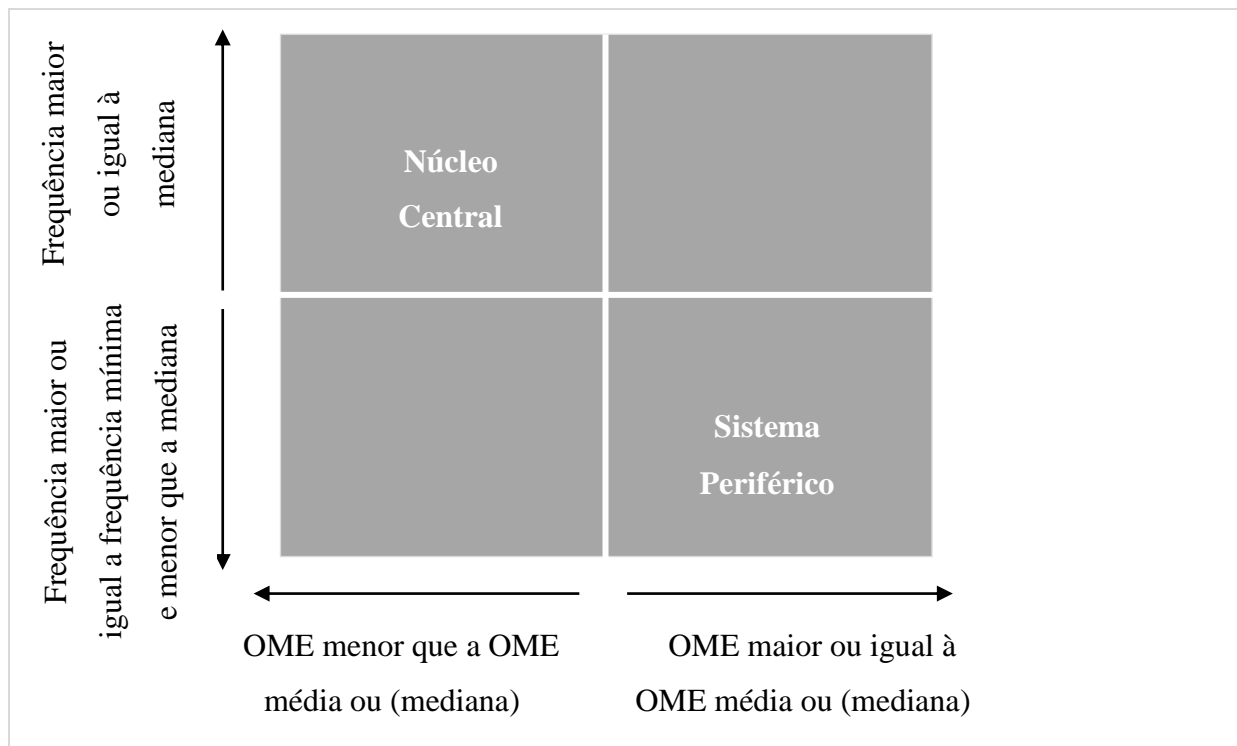 Frequência maior
ou igual à
mediana
Núcleo
Central
Frequência maior ou
igual a frequência mínima
e menor que a mediana
Sistema
Periférico
OME menor que a OME
média ou (mediana)
OME maior ou igual à
OME média ou (mediana)